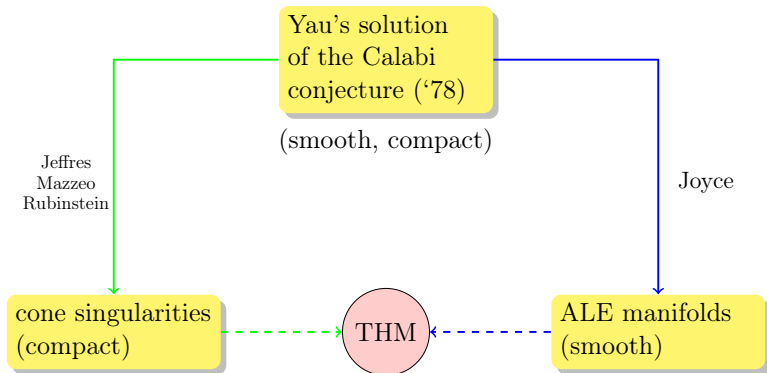 Yau's solution
of the Calabi
conjecture (‘78)
(smooth, compact)
Jeffres
Mazzeo
Rubinstein
Joyce
cone singularities
(compact)
THM
ALE manifolds
(smooth)